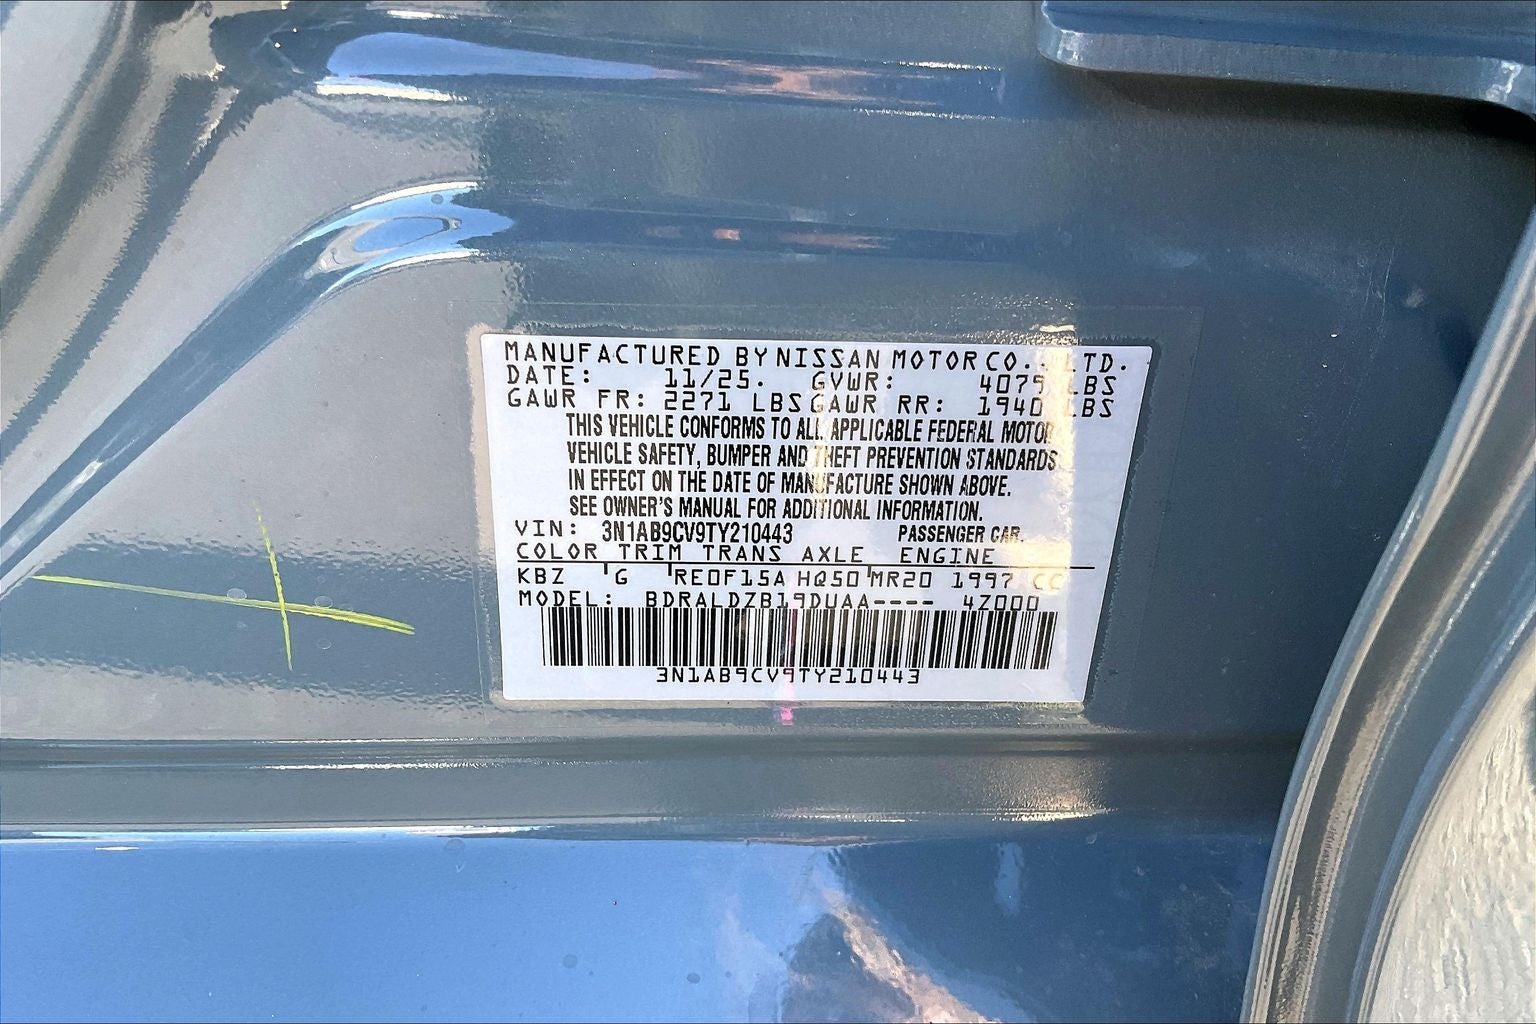 MANUFACTURED BY NISSAN MOTOR CO., LTD.
DATE: 11/25. GVWR: 4079 LBS
GAWR FR: 2271 LBS GAWR RR: 1940 LBS
THIS VEHICLE CONFORMS TO ALL APPLICABLE FEDERAL MOTOR
VEHICLE SAFETY, BUMPER AND THEFT PREVENTION STANDARDS
IN EFFECT ON THE DATE OF MANUFACTURE SHOWN ABOVE.
SEE OWNER'S MANUAL FOR ADDITIONAL INFORMATION.
VIN: 3N1AB9CV9TY210443 PASSENGER CAR.
COLOR TRIM TRANS AXLE ENGINE
KBZ G RE0F15A HQ50 MR20 1997 CC
MODEL: BDRALDZB19DUAA---- 4Z000
3N1AB9CV9TY210443